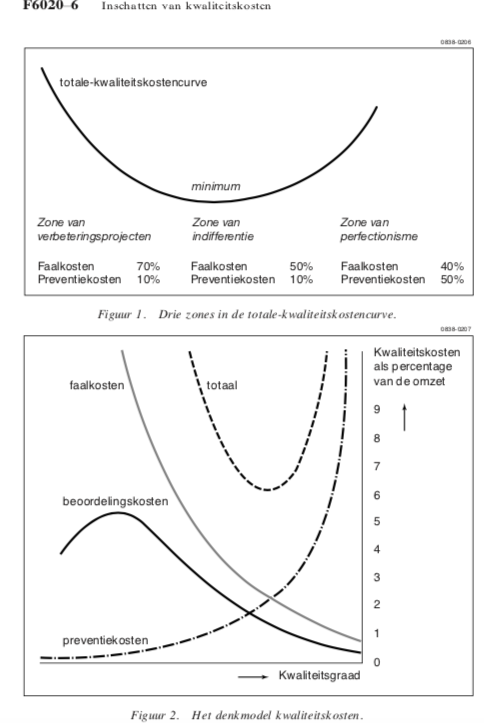 F6020–6 Inschatten van kwaliteitskosten
0838-0206
totale-kwaliteitskostencurve
minimum
Zone van verbeteringsprojecten
Faalkosten 70%
Preventiekosten 10%
Zone van indifferentie
Faalkosten 50%
Preventiekosten 10%
Zone van perfectionisme
Faalkosten 40%
Preventiekosten 50%
Figuur 1. Drie zones in de totale-kwaliteitskostencurve.
0838-0207
Kwaliteitskosten
als percentage
van de omzet
faalkosten
totaal
beoordelingskosten
preventiekosten
9
8
7
6
5
4
3
2
1
0
Kwaliteitsgraad
Figuur 2. Het denkmodel kwaliteitskosten.